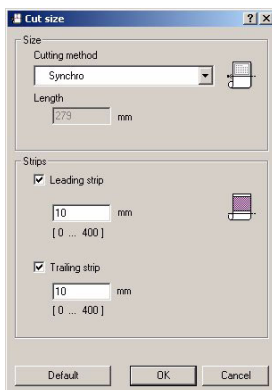 Cut size
Size
Cutting method
Synchro
Length
279 mm
Strips
Leading strip
10 mm
[ 0 ... 400 ]
Trailing strip
10 mm
[ 0 ... 400 ]
Default OK Cancel